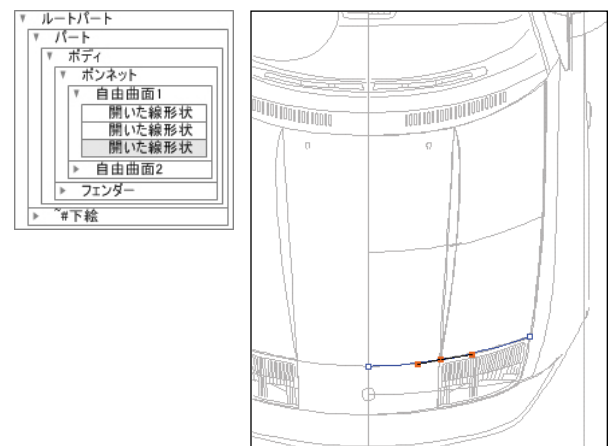 ルートパート
パート
ボディ
ボンネット
自由曲面1
開いた線形状
開いた線形状
開いた線形状
自由曲面2
フェンダー
~#下絵